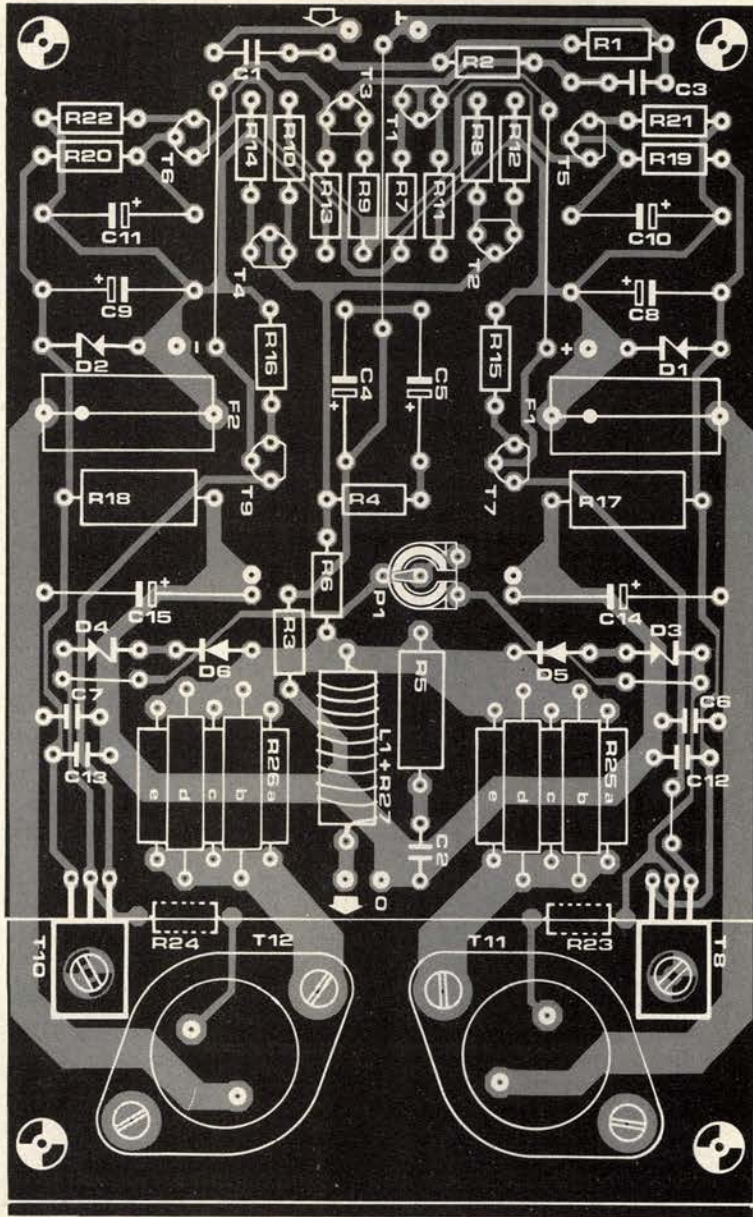 ⊥
R1
C1
R2
T3
C3
T1
R22
R14
R10
R8
R12
R21
R20
T6
T5
R19
R13
R9
R7
R11
C11
C10
T4
T2
C9
C8
D2
-
R16
C4
C5
R15
+
D1
F2
F1
T9
T7
R18
R4
R17
R6
P1
C15
C14
D4
D6
R3
D5
D3
R5
C7
C6
C13
R26a
L1+R27
R25a
C12
e d c b
e d c b
C2
0
R24
T12
T11
R23
T10
T8